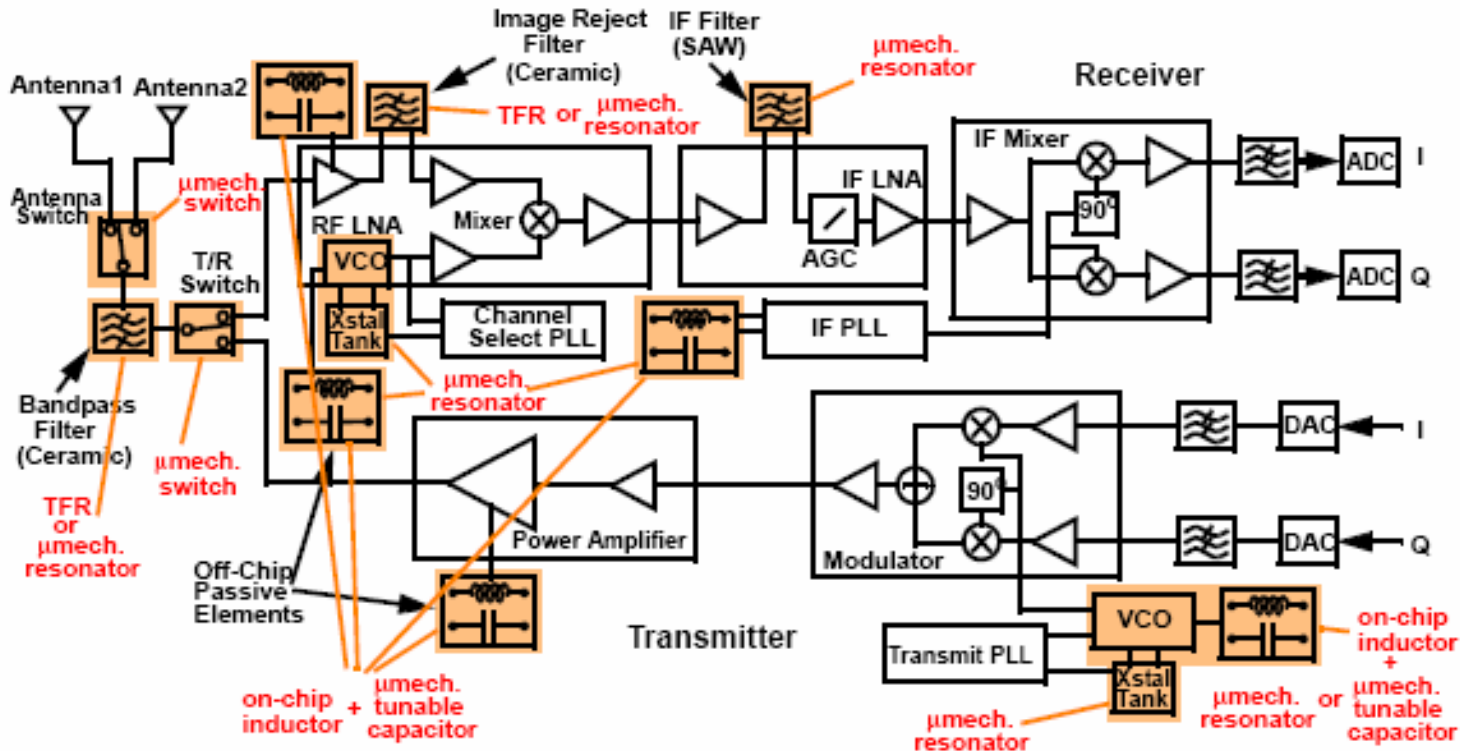 Image Reject
Filter
(Ceramic)
IF Filter
(SAW)
μmech.
resonator
Receiver
Antenna1
Antenna2
TFR or μmech.
resonator
IF Mixer
ADC
I
Antenna
Switch
μmech.
switch
RF LNA
Mixer
IF LNA
AGC
90°
T/R
Switch
VCO
ADC
Q
Xstal
Tank
Channel
Select PLL
IF PLL
μmech.
resonator
Bandpass
Filter
(Ceramic)
μmech.
switch
DAC
I
TFR
or
μmech.
resonator
90°
Power Amplifier
Modulator
DAC
Q
Off-Chip
Passive
Elements
Transmitter
VCO
Transmit PLL
Xstal
Tank
on-chip
inductor
+
μmech.
resonator
or
μmech.
tunable
capacitor
on-chip
inductor
+
μmech.
tunable
capacitor
μmech.
resonator